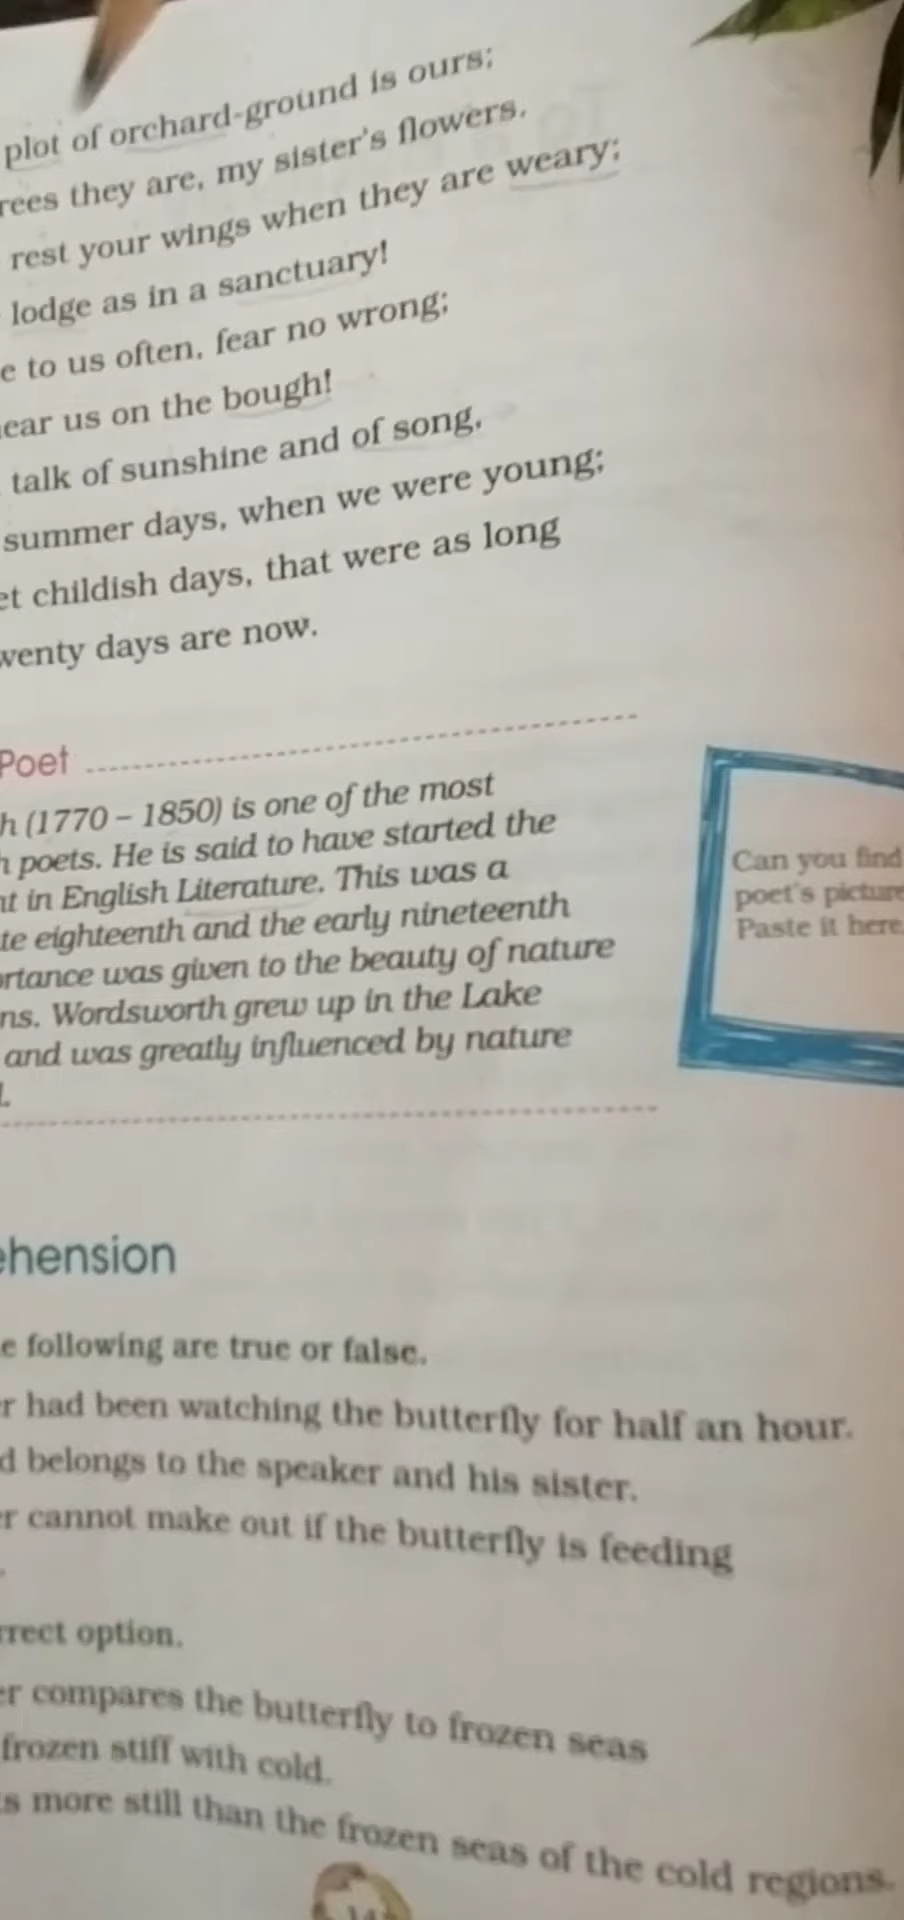 plot of orchard-ground is ours;
rees they are, my sister's flowers.
rest your wings when they are weary;
lodge as in a sanctuary!
e to us often, fear no wrong;
ear us on the bough!
talk of sunshine and of song,
summer days, when we were young;
et childish days, that were as long
wenty days are now.
Poet
h (1770 – 1850) is one of the most
h poets. He is said to have started the
nt in English Literature. This was a
te eighteenth and the early nineteenth
ortance was given to the beauty of nature
ns. Wordsworth grew up in the Lake
and was greatly influenced by nature
l.
Can you find
poet's picture
Paste it here
ehension
e following are true or false.
r had been watching the butterfly for half an hour.
d belongs to the speaker and his sister.
er cannot make out if the butterfly is feeding
rrect option.
er compares the butterfly to frozen seas
frozen stiff with cold.
s more still than the frozen seas of the cold regions.
14